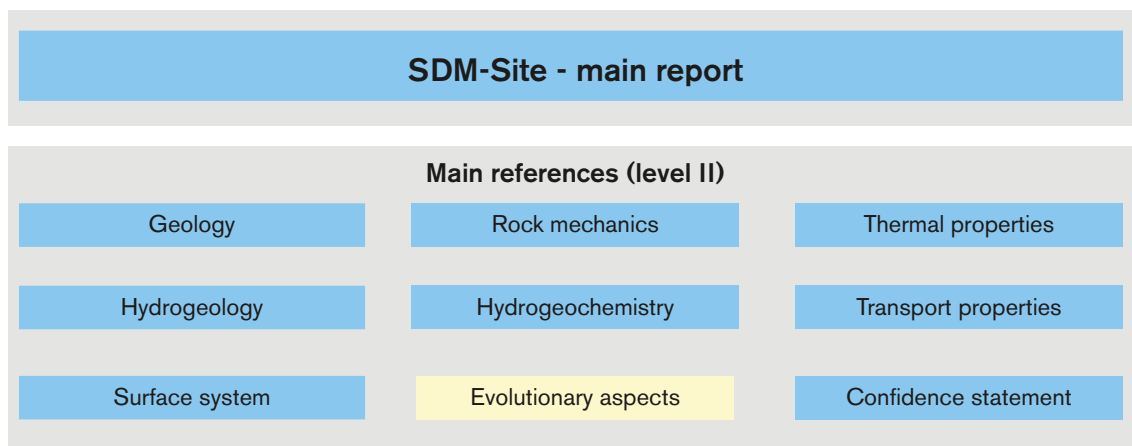 SDM-Site - main report
Main references (level II)
Geology
Rock mechanics
Thermal properties
Hydrogeology
Hydrogeochemistry
Transport properties
Surface system
Evolutionary aspects
Confidence statement